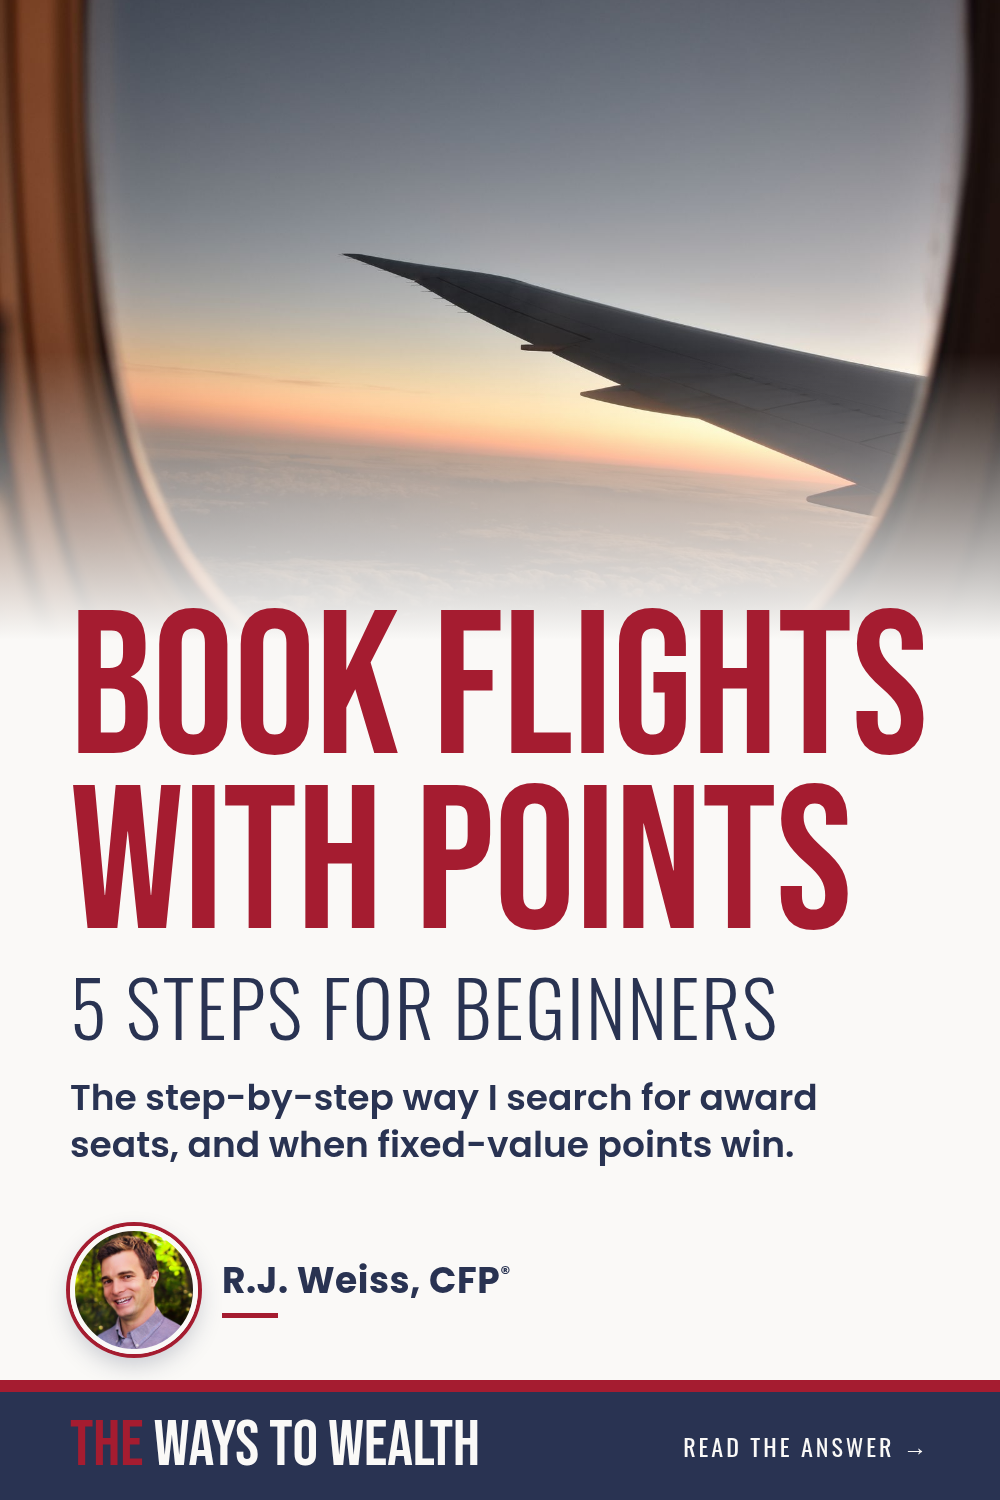 BOOK FLIGHTS
WITH POINTS
5 STEPS FOR BEGINNERS
The step-by-step way I search for award
seats, and when fixed-value points win.
R.J. Weiss, CFP®
THE WAYS TO WEALTH
READ THE ANSWER →